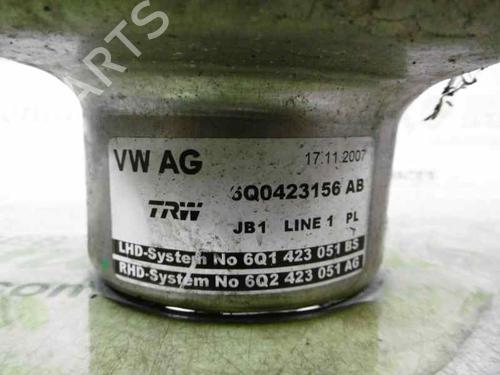 PARTS
VW AG 17.11.2007
6Q0423156 AB
TRW JB1 LINE 1 PL
LHD-System No 6Q1 423 051 BS
RHD-System No 6Q2 423 051 AG